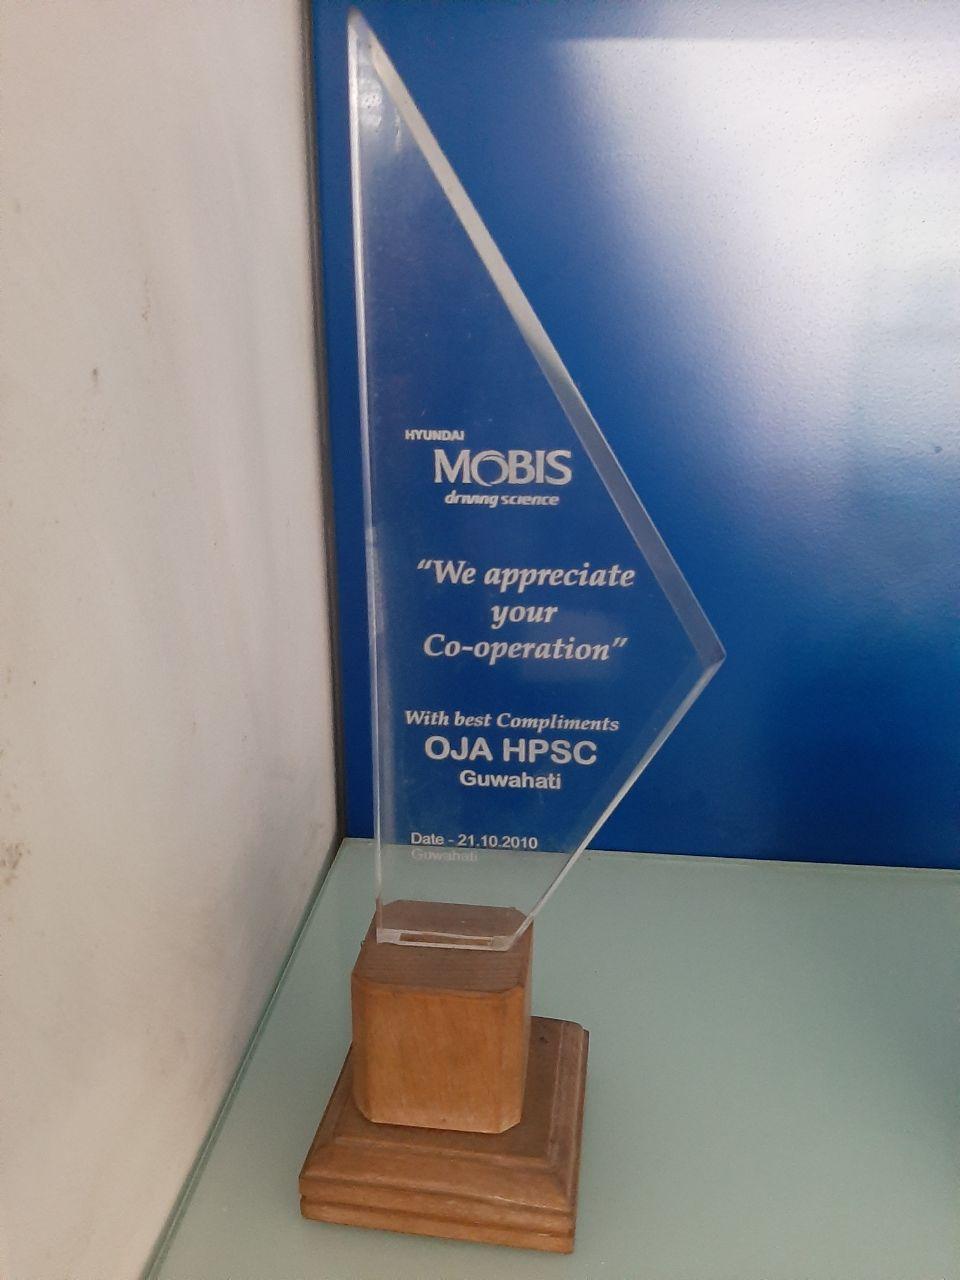 HYUNDAI
MOBIS
driving science
“We appreciate
your
Co-operation”
With best Compliments
OJA HPSC
Guwahati
Date - 21.10.2010
Guwahati